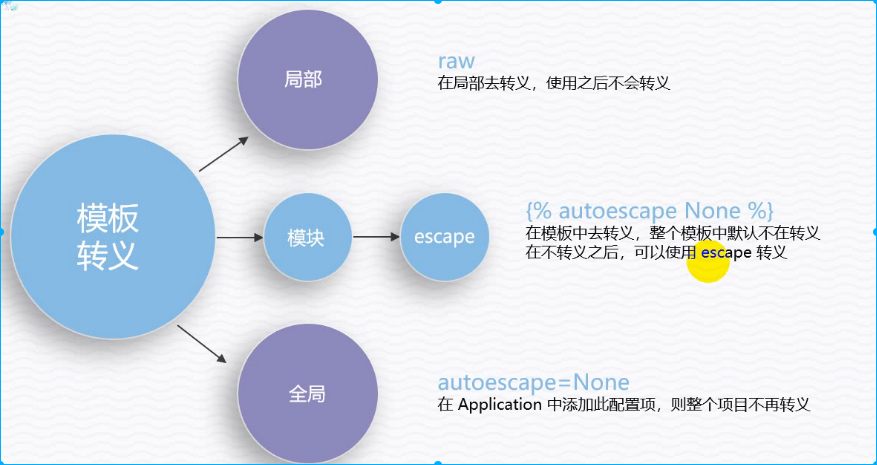 局部
raw
在局部去转义，使用之后不会转义
模板
转义
模块
escape
{% autoescape None %}
在模板中去转义，整个模板中默认不在转义
在不转义之后，可以使用 escape 转义
全局
autoescape=None
在 Application 中添加此配置项，则整个项目不再转义